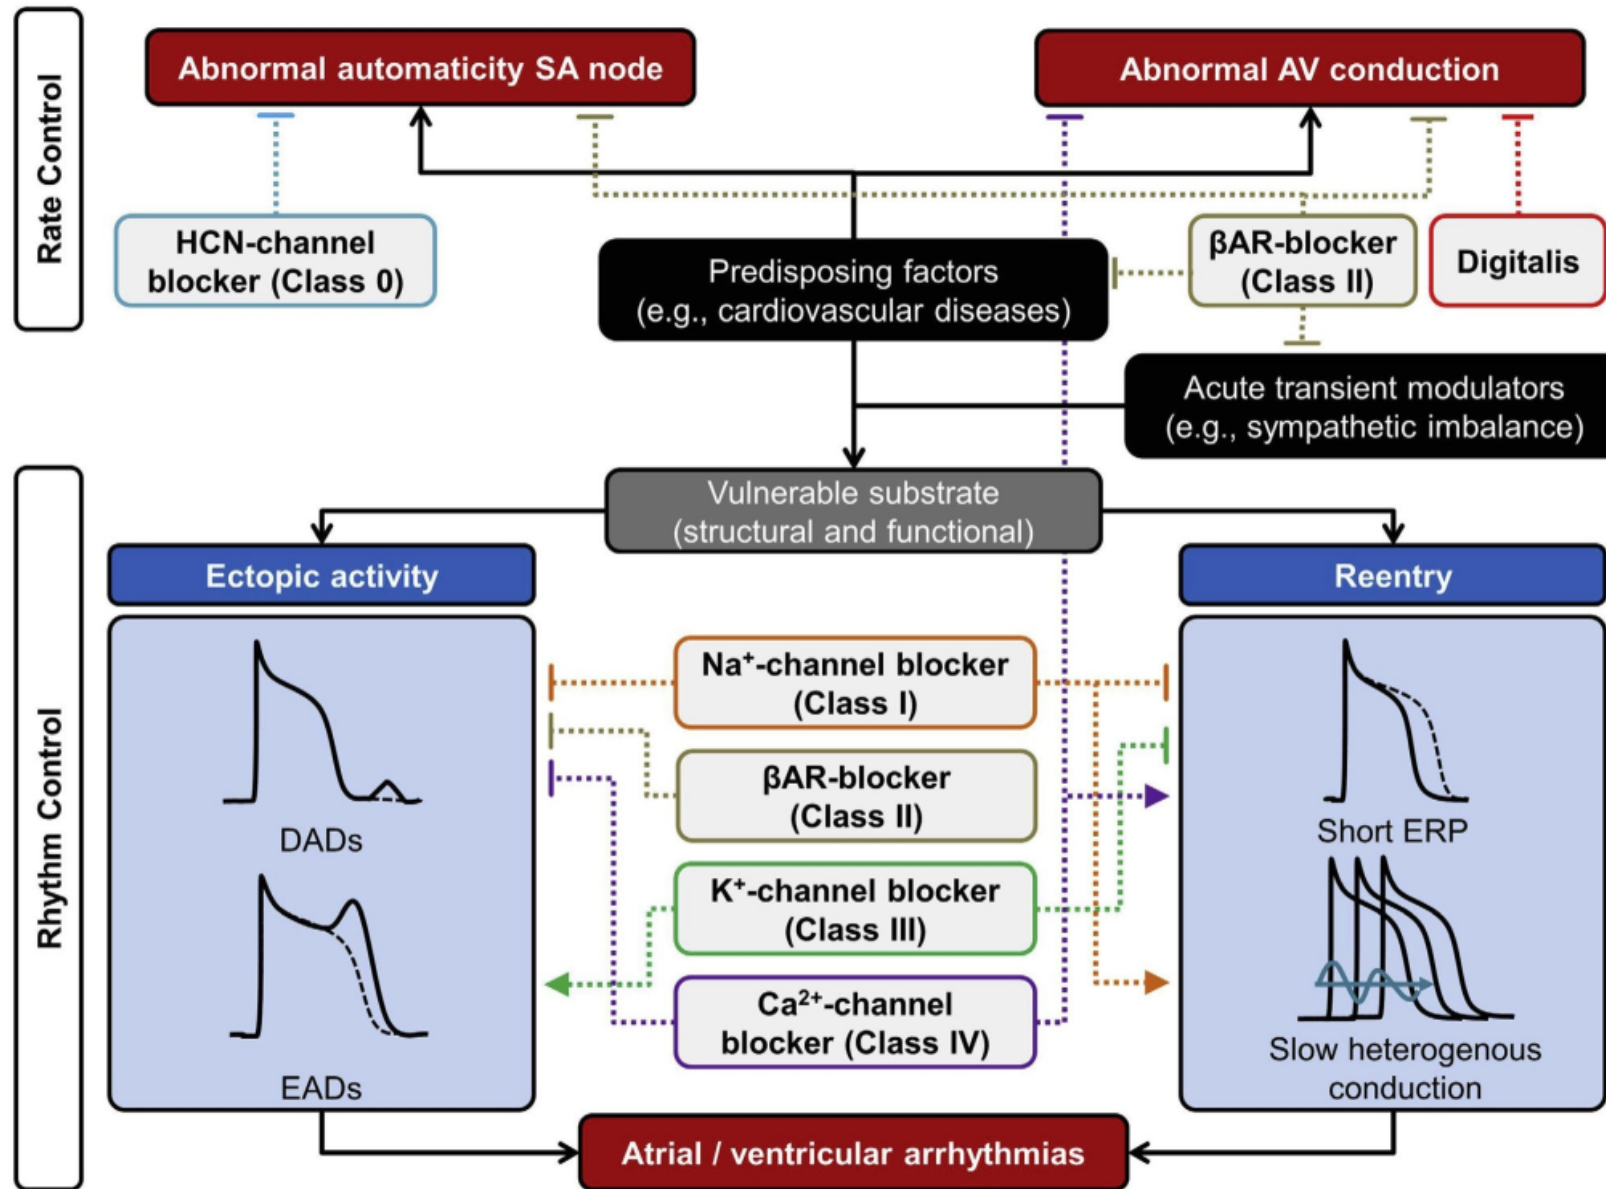 Rate Control
Abnormal automaticity SA node
Abnormal AV conduction
HCN-channel
blocker (Class 0)
Predisposing factors
(e.g., cardiovascular diseases)
βAR-blocker
(Class II)
Digitalis
Acute transient modulators
(e.g., sympathetic imbalance)
Rhythm Control
Vulnerable substrate
(structural and functional)
Ectopic activity
Reentry
DADs
EADs
Na⁺-channel blocker
(Class I)
βAR-blocker
(Class II)
K⁺-channel blocker
(Class III)
Ca²⁺-channel
blocker (Class IV)
Short ERP
Slow heterogenous
conduction
Atrial / ventricular arrhythmias